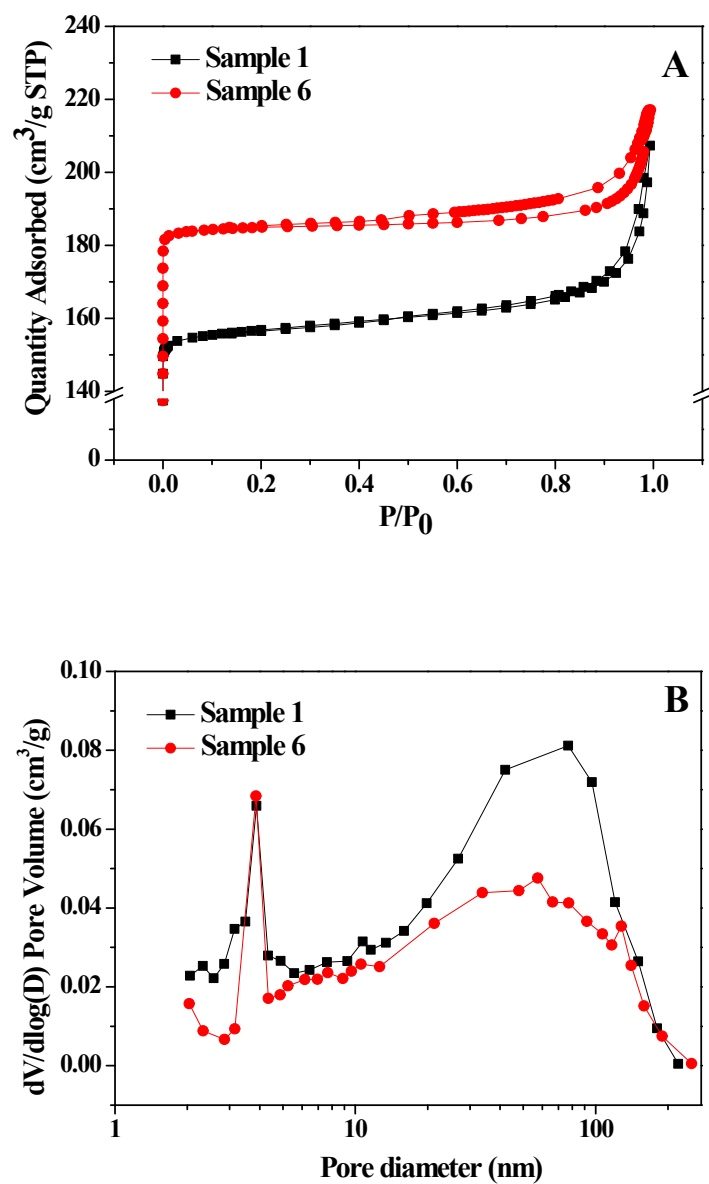 A
Sample 1
Sample 6
Quantity Adsorbed (cm³/g STP)
240
220
200
180
160
140
0
0.0 0.2 0.4 0.6 0.8 1.0
P/P₀
B
Sample 1
Sample 6
dV/dlog(D) Pore Volume (cm³/g)
0.10
0.08
0.06
0.04
0.02
0.00
1 10 100
Pore diameter (nm)